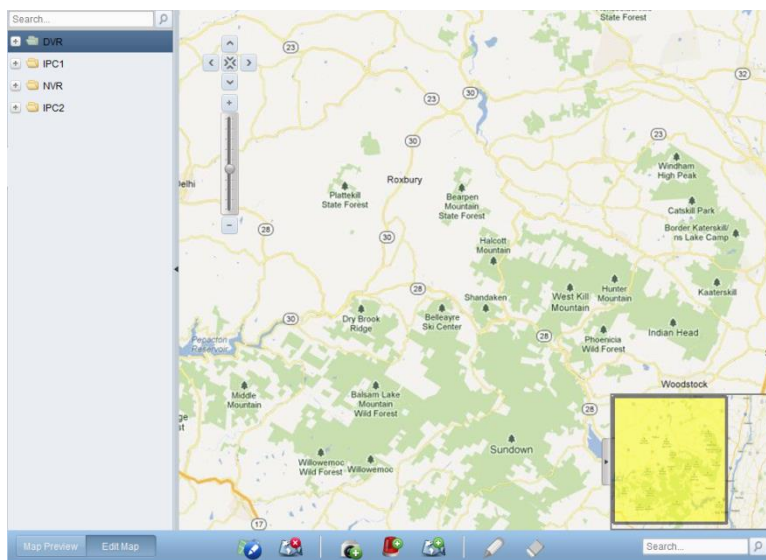 Search...
DVR
IPC1
NVR
IPC2
State Forest
23
30
32
23
30
23
Windham
High Peak
elhi
Roxbury
Plattekill
State Forest
Bearpen
Mountain
State Forest
Catskill Park
28
30
Border Katerskill/
ns Lake Camp
Halcott
Mountain
28
Shandaken
West Kill
Mountain
Hunter
Mountain
Kaaterskill
30
Dry Brook
Ridge
Belleayre
Ski Center
28
Phoenicia
Wild Forest
Indian Head
Pepacton
Reservoir
Woodstock
Middle
Mountain
Balsam Lake
Mountain
Wild Forest
28
ge
st
Sundown
Willowemoc
Wild Forest
Willowemoc
17
Map Preview
Edit Map
Search...